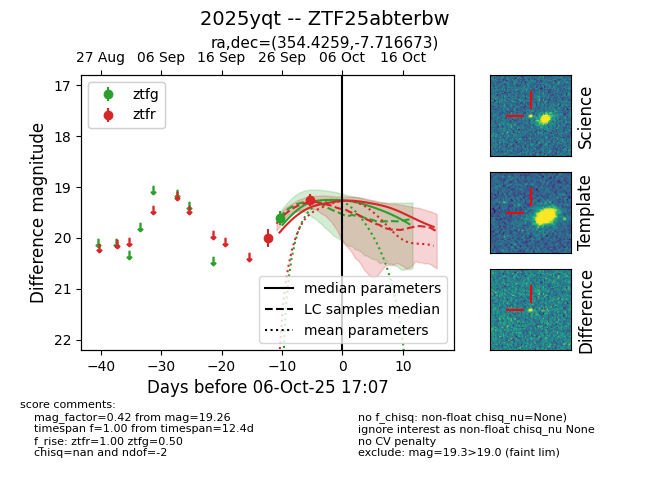 2025yqt -- ZTF25abterbw
ra,dec=(354.4259,-7.716673)
27 Aug 06 Sep 16 Sep 26 Sep 06 Oct 16 Oct
17
18
19
20
21
22
Difference magnitude
ztfg
ztfr
median parameters
LC samples median
mean parameters
−40 −30 −20 −10 0 10
Days before 06-Oct-25 17:07
Science
Template
Difference
score comments:
mag_factor=0.42 from mag=19.26
timespan f=1.00 from timespan=12.4d
f_rise: ztfr=1.00 ztfg=0.50
chisq=nan and ndof=-2
no f_chisq: non-float chisq_nu=None)
ignore interest as non-float chisq_nu None
no CV penalty
exclude: mag=19.3>19.0 (faint lim)